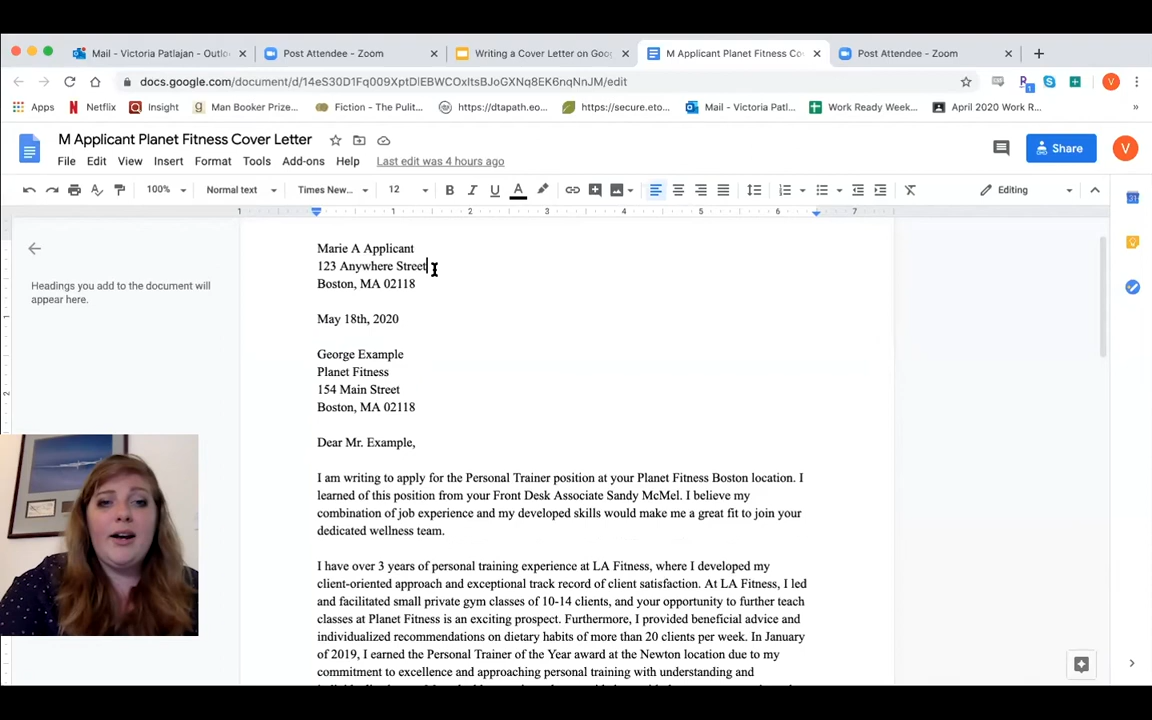 Mail - Victoria Patlajan - Outlo
Post Attendee - Zoom
Writing a Cover Letter on Goog
M Applicant Planet Fitness Cov
Post Attendee - Zoom
docs.google.com/document/d/14eS30D1Fq009XptDlEBWCOxltsBJoGXNq8EK6nqNnJM/edit
Apps
Netflix
Insight
Man Booker Prize...
Fiction - The Pulit...
https://dtapath.eo...
https://secure.eto...
Mail - Victoria Patl...
Work Ready Week...
April 2020 Work R...
M Applicant Planet Fitness Cover Letter
Share
V
File Edit View Insert Format Tools Add-ons Help Last edit was 4 hours ago
100% Normal text Times New... 12 B I U A Editing
1 1 2 3 4 5 6 7
Headings you add to the document will
appear here.
Marie A Applicant
123 Anywhere Street
Boston, MA 02118
May 18th, 2020
George Example
Planet Fitness
154 Main Street
Boston, MA 02118
Dear Mr. Example,
I am writing to apply for the Personal Trainer position at your Planet Fitness Boston location. I
learned of this position from your Front Desk Associate Sandy McMel. I believe my
combination of job experience and my developed skills would make me a great fit to join your
dedicated wellness team.
I have over 3 years of personal training experience at LA Fitness, where I developed my
client-oriented approach and exceptional track record of client satisfaction. At LA Fitness, I led
and facilitated small private gym classes of 10-14 clients, and your opportunity to further teach
classes at Planet Fitness is an exciting prospect. Furthermore, I provided beneficial advice and
individualized recommendations on dietary habits of more than 20 clients per week. In January
of 2019, I earned the Personal Trainer of the Year award at the Newton location due to my
commitment to excellence and approaching personal training with understanding and